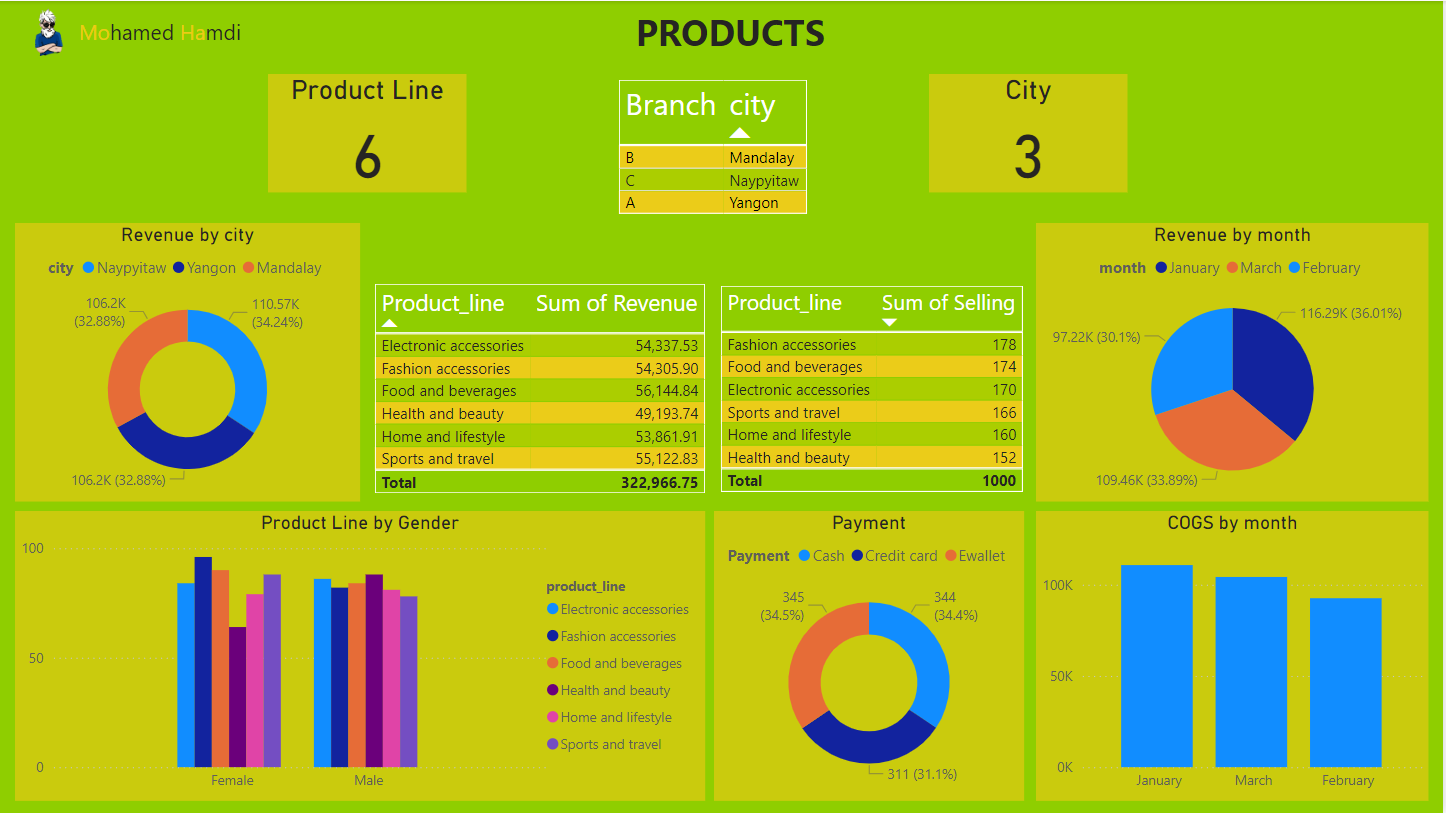 Mohamed Hamdi
PRODUCTS
Product Line
6
Branch city
B Mandalay
C Naypyitaw
A Yangon
City
3
Revenue by city
city Naypyitaw Yangon Mandalay
106.2K
(32.88%)
110.57K
(34.24%)
106.2K (32.88%)
Product_line Sum of Revenue
Electronic accessories 54,337.53
Fashion accessories 54,305.90
Food and beverages 56,144.84
Health and beauty 49,193.74
Home and lifestyle 53,861.91
Sports and travel 55,122.83
Total 322,966.75
Product_line Sum of Selling
Fashion accessories 178
Food and beverages 174
Electronic accessories 170
Sports and travel 166
Home and lifestyle 160
Health and beauty 152
Total 1000
Revenue by month
month January March February
116.29K (36.01%)
97.22K (30.1%)
109.46K (33.89%)
Product Line by Gender
100
50
0
Female Male
product_line
Electronic accessories
Fashion accessories
Food and beverages
Health and beauty
Home and lifestyle
Sports and travel
Payment
Payment Cash Credit card Ewallet
345
(34.5%)
344
(34.4%)
311 (31.1%)
COGS by month
100K
50K
0K
January March February